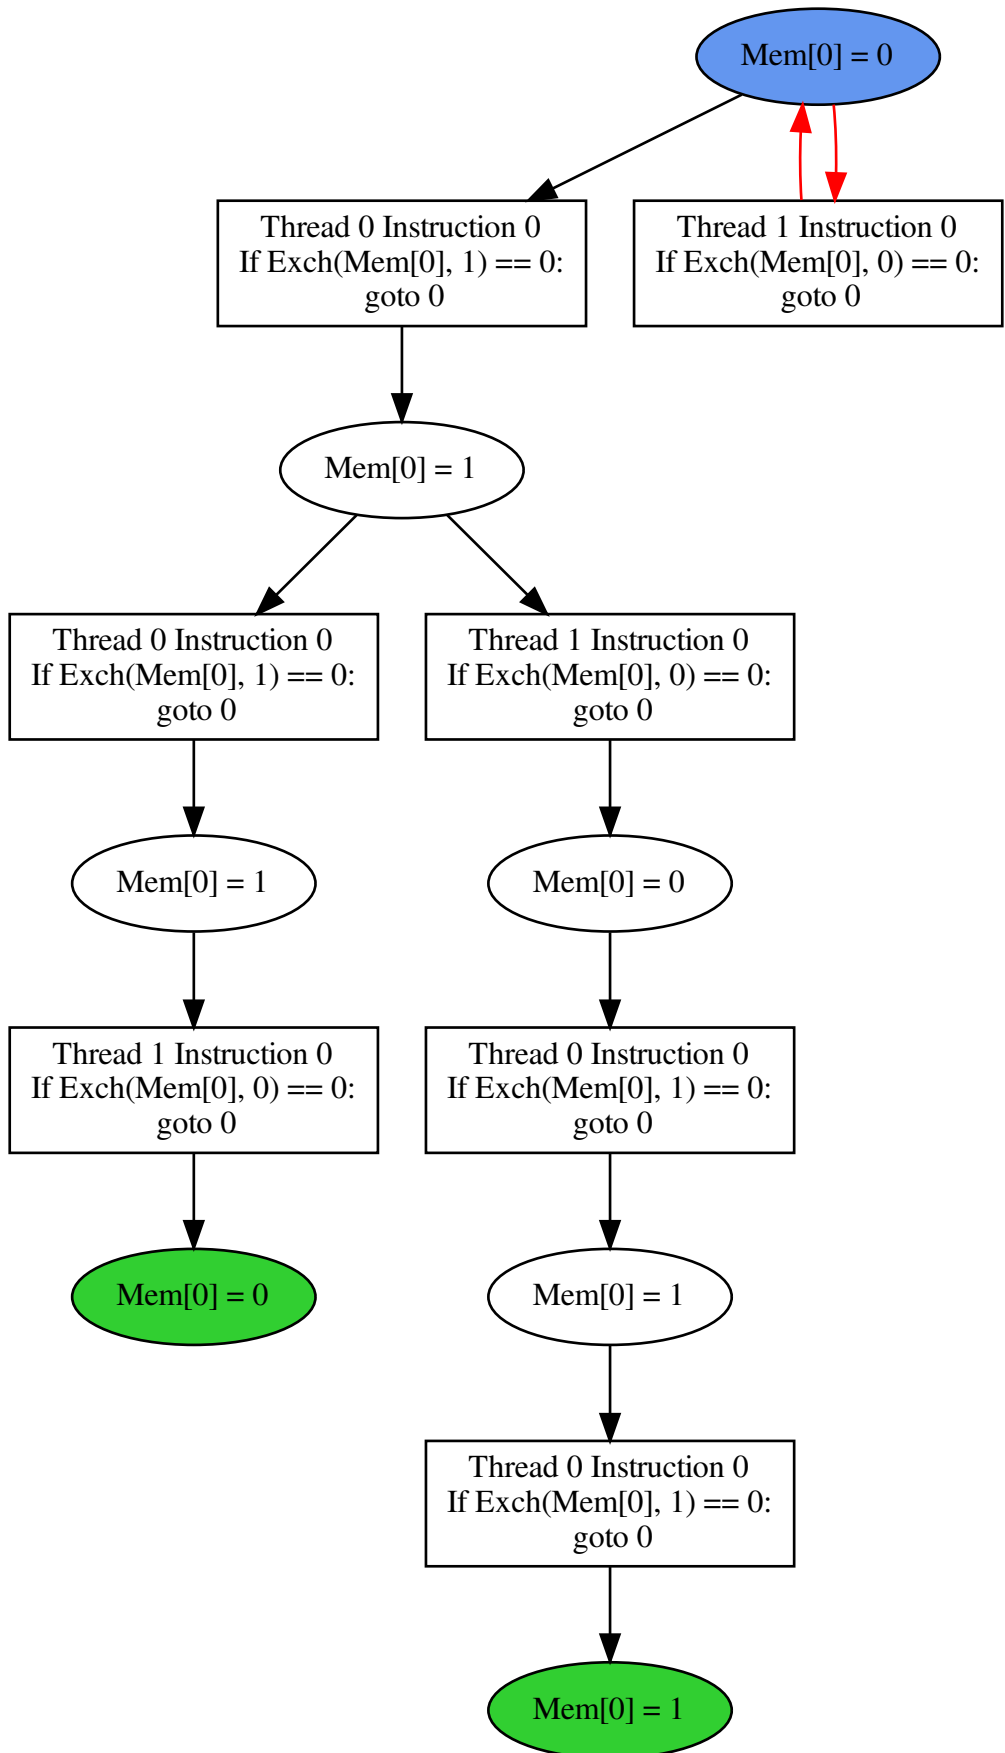 Mem[0] = 0
Thread 0 Instruction 0
If Exch(Mem[0], 1) == 0:
goto 0
Thread 1 Instruction 0
If Exch(Mem[0], 0) == 0:
goto 0
Mem[0] = 1
Thread 0 Instruction 0
If Exch(Mem[0], 1) == 0:
goto 0
Thread 1 Instruction 0
If Exch(Mem[0], 0) == 0:
goto 0
Mem[0] = 1
Mem[0] = 0
Thread 1 Instruction 0
If Exch(Mem[0], 0) == 0:
goto 0
Thread 0 Instruction 0
If Exch(Mem[0], 1) == 0:
goto 0
Mem[0] = 0
Mem[0] = 1
Thread 0 Instruction 0
If Exch(Mem[0], 1) == 0:
goto 0
Mem[0] = 1